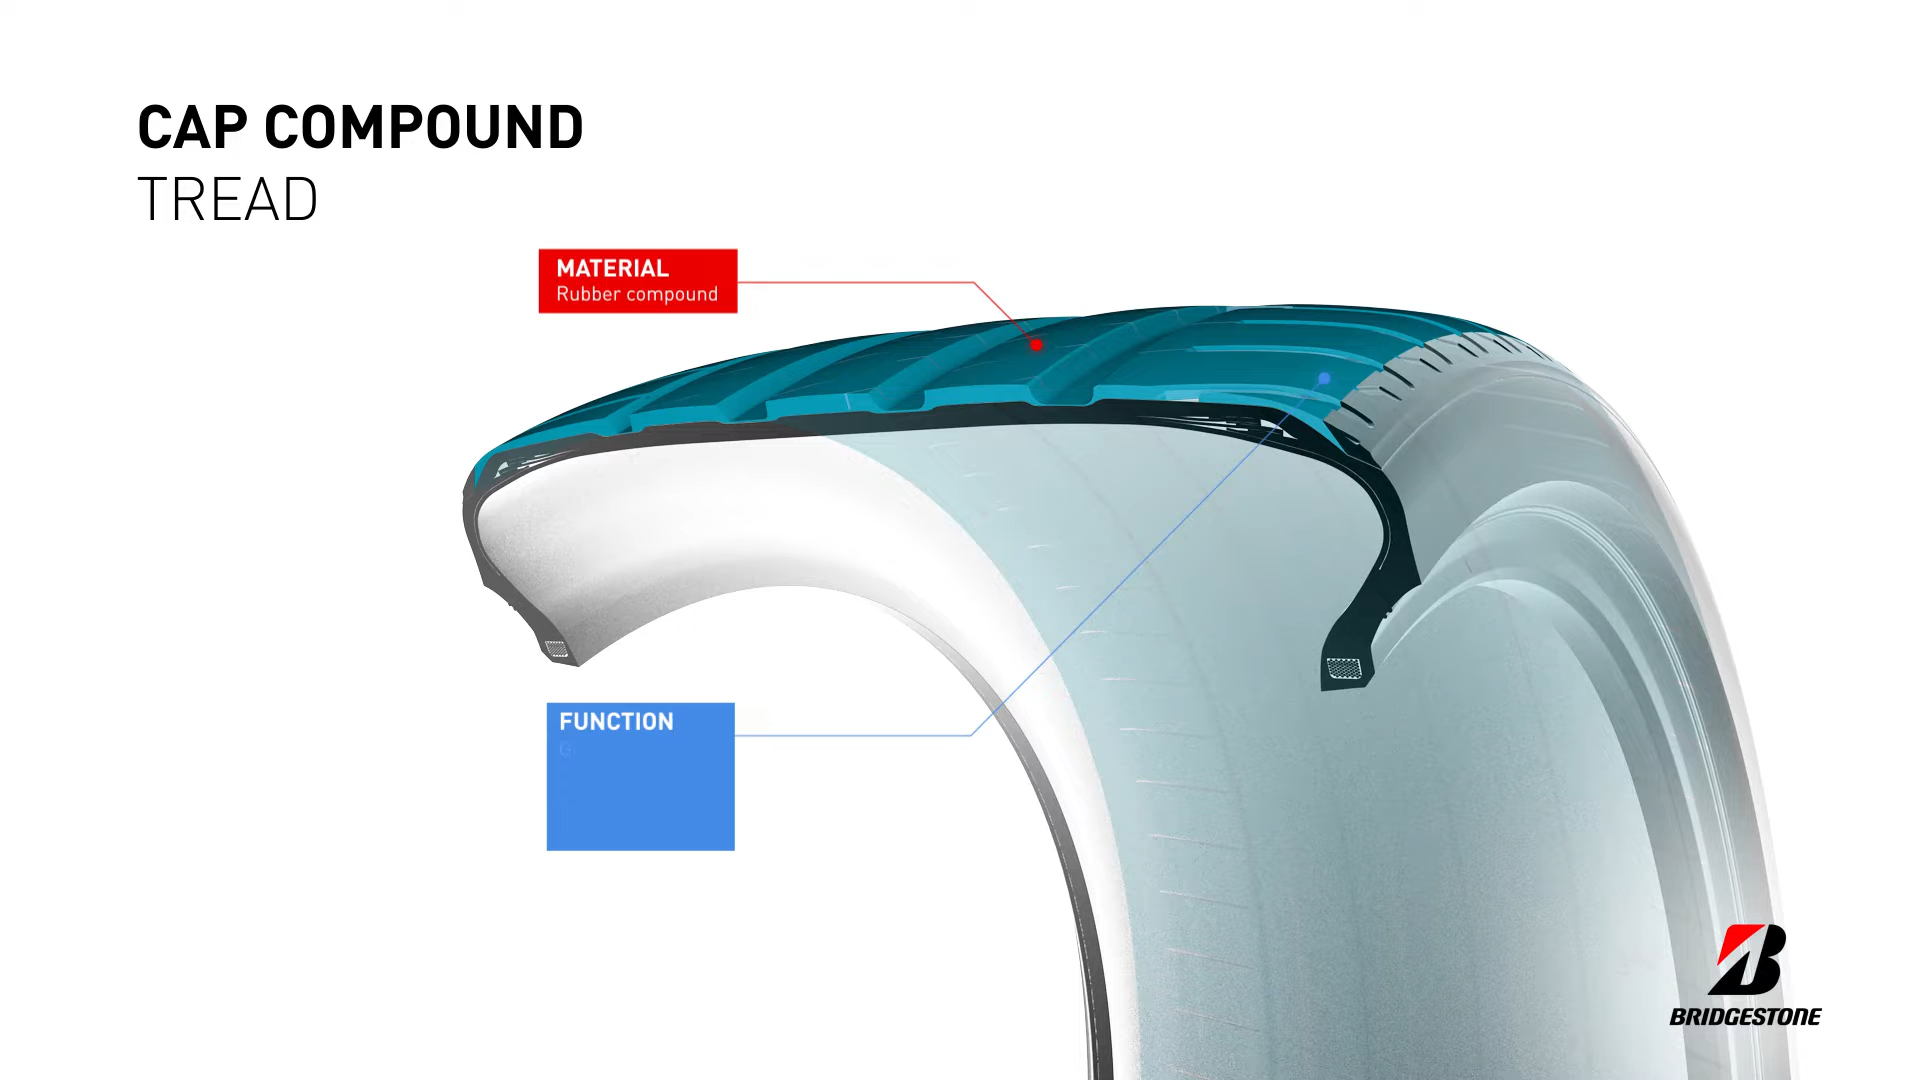 CAP COMPOUND
TREAD
MATERIAL
Rubber compound
FUNCTION
BRIDGESTONE